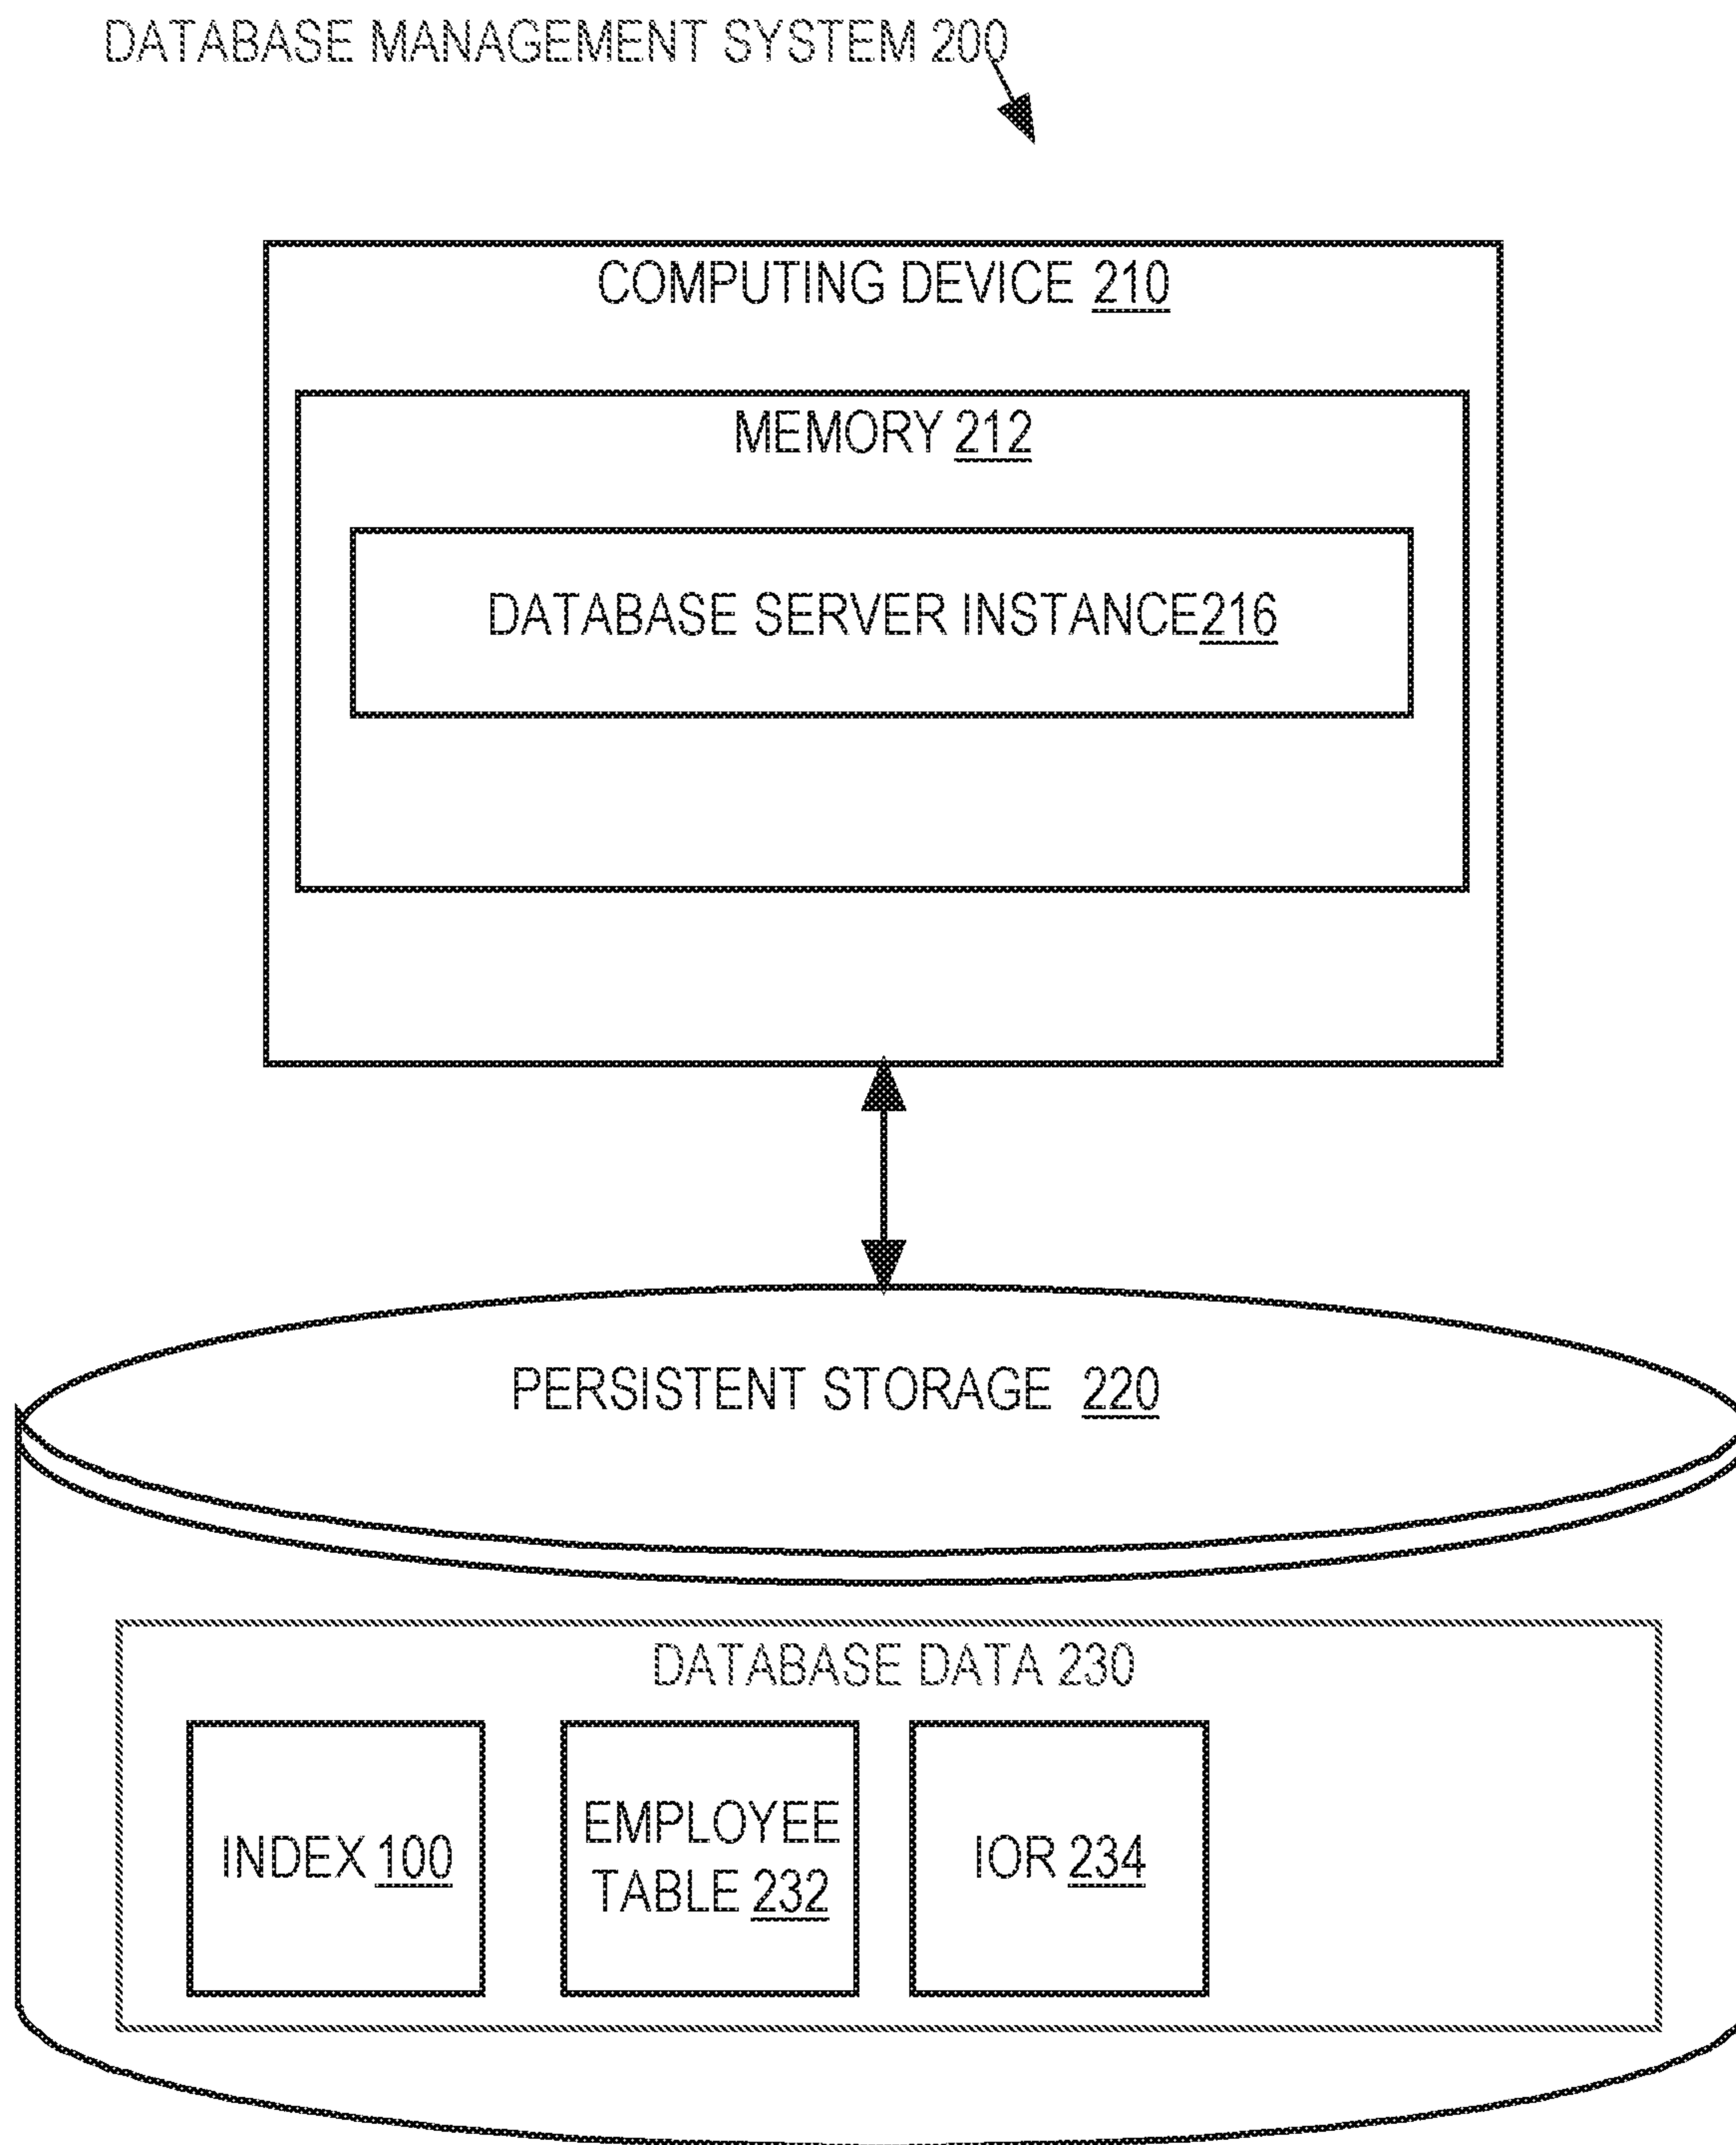 DATABASE MANAGEMENT SYSTEM 200
COMPUTING DEVICE 210
MEMORY 212
DATABASE SERVER INSTANCE216
PERSISTENT STORAGE 220
DATABASE DATA 230
INDEX 100
EMPLOYEE
TABLE 232
IOR 234